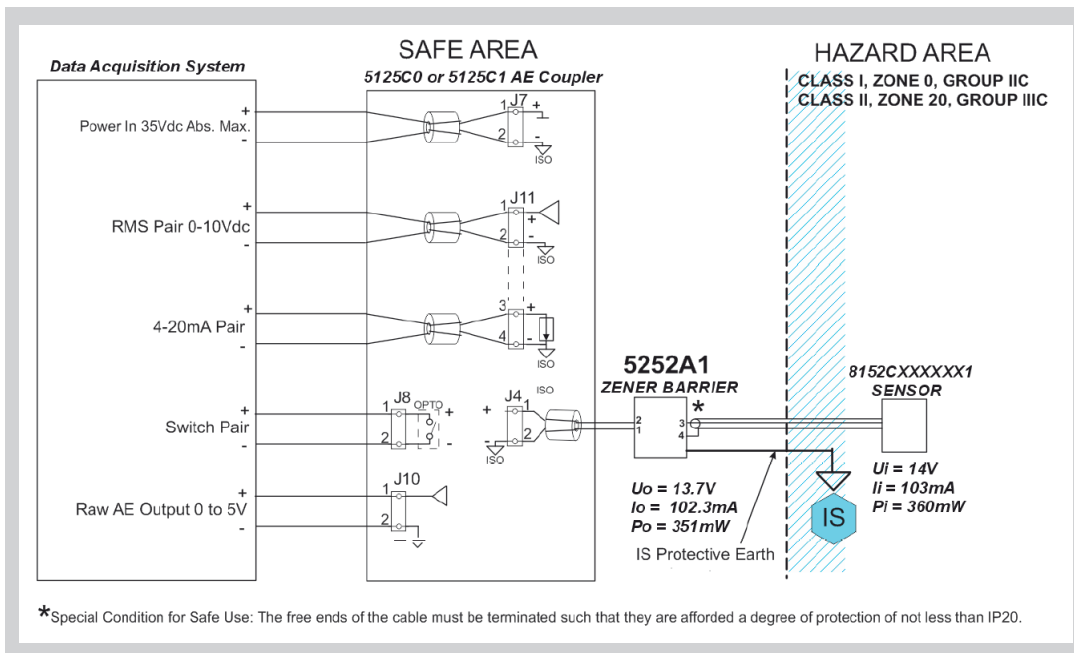 SAFE AREA
HAZARD AREA
Data Acquisition System
5125C0 or 5125C1 AE Coupler
CLASS I, ZONE 0, GROUP IIC
CLASS II, ZONE 20, GROUP IIIC
Power In 35Vdc Abs. Max.
+
-
J7
1
+
2
-
ISO
RMS Pair 0-10Vdc
+
-
J11
1
+
2
-
ISO
4-20mA Pair
+
-
3
+
4
-
ISO
5252A1
ZENER BARRIER
8152CXXXXXX1
SENSOR
Switch Pair
+
-
J8
1
OPTO
+
2
-
ISO
+
J4
1
-
2
ISO
2
1
*
3
4
Raw AE Output 0 to 5V
+
-
J10
1
2
Uo = 13.7V
Io = 102.3mA
Po = 351mW
IS Protective Earth
IS
Ui = 14V
Ii = 103mA
Pi = 360mW
*Special Condition for Safe Use: The free ends of the cable must be terminated such that they are afforded a degree of protection of not less than IP20.